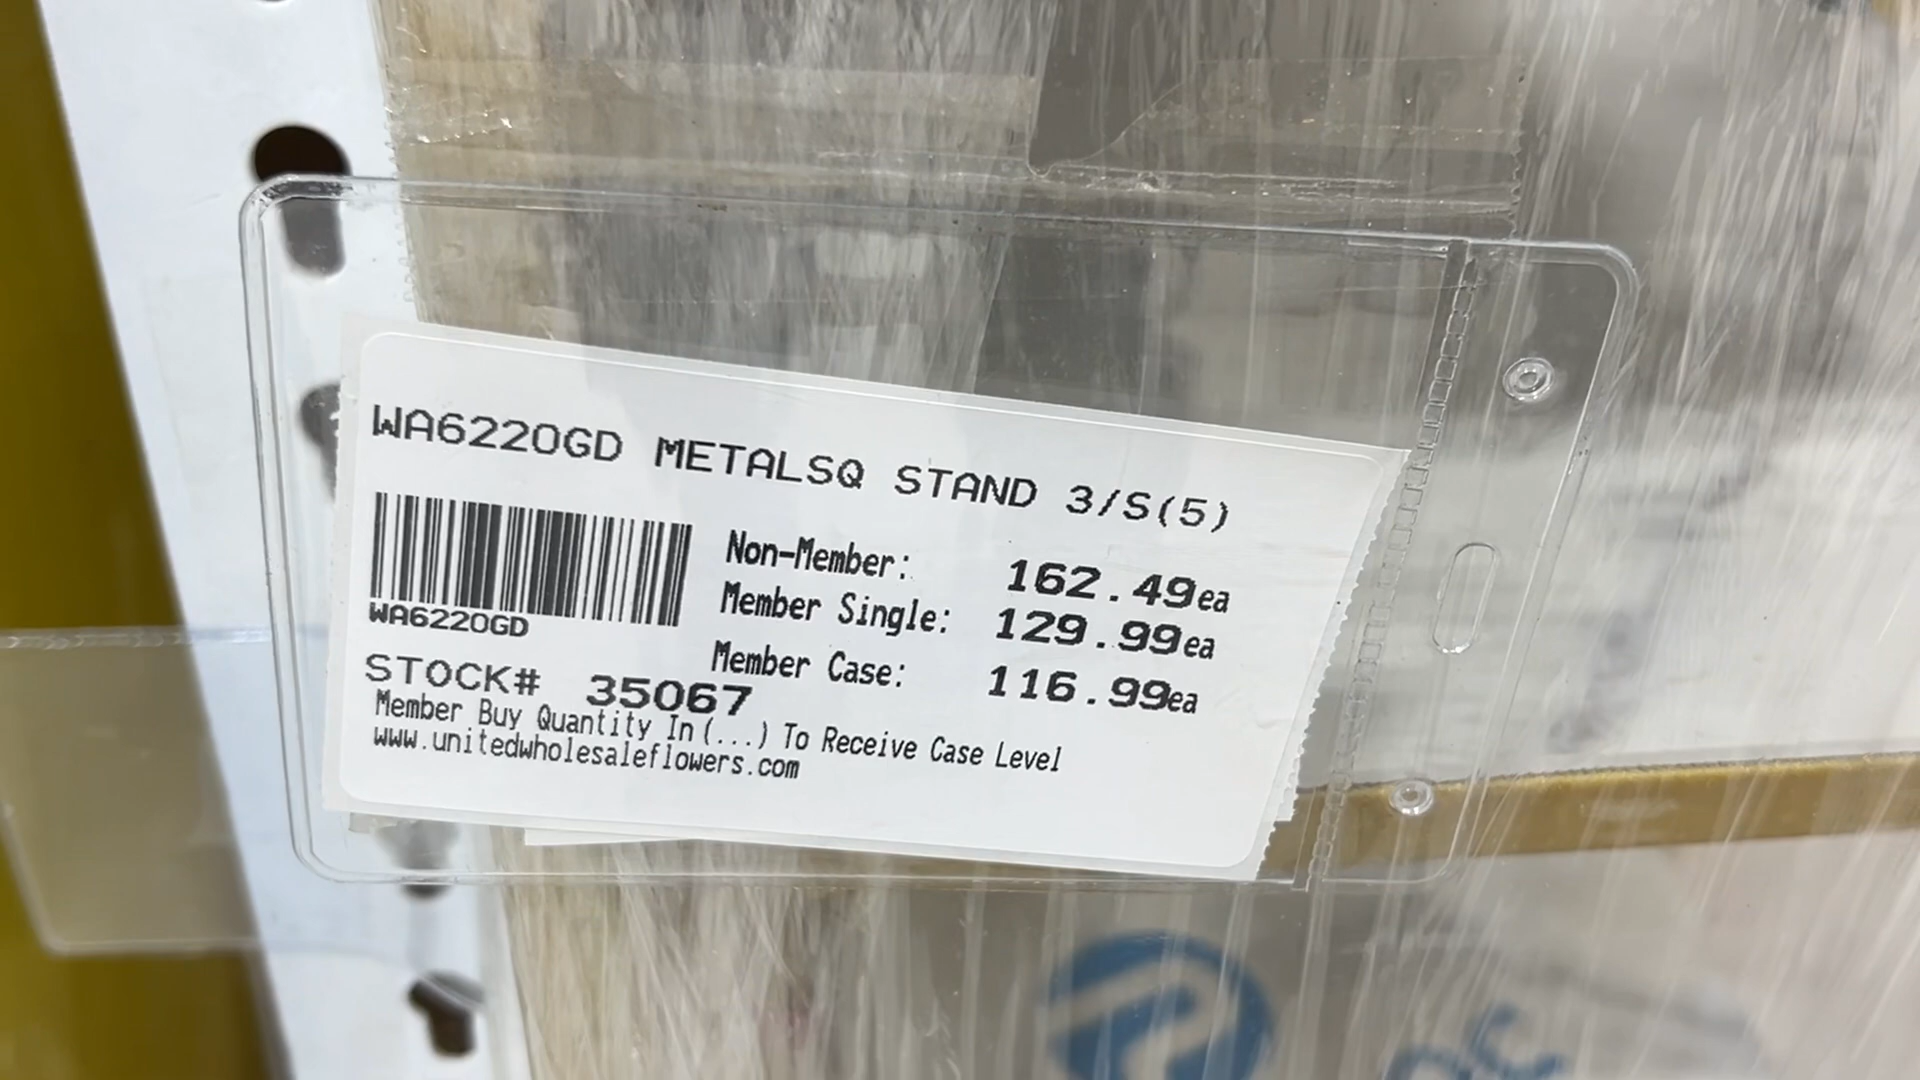 WA6220GD METALSQ STAND 3/S(5)
WA6220GD
Non-Member: 162.49ea
Member Single: 129.99ea
Member Case: 116.99ea
STOCK# 35067
Member Buy Quantity In(...) To Receive Case Level
www.unitedwholesaleflowers.com